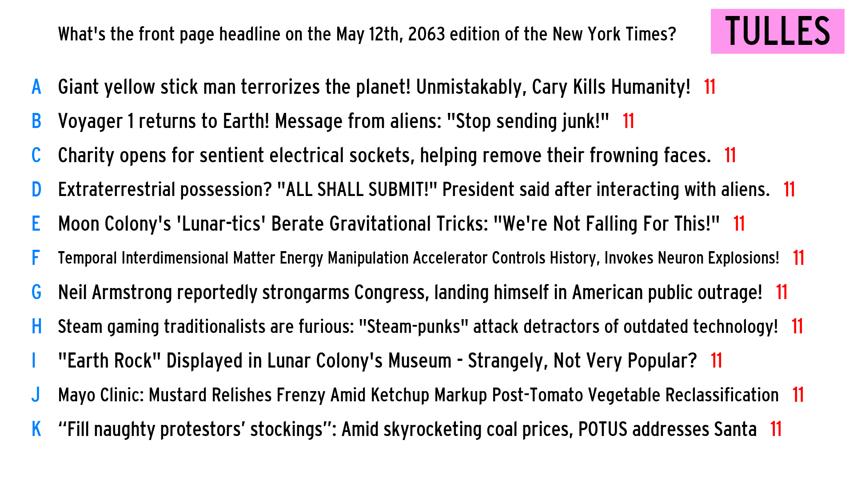 What's the front page headline on the May 12th, 2063 edition of the New York Times?
TULLES
A Giant yellow stick man terrorizes the planet! Unmistakably, Cary Kills Humanity! 11
B Voyager 1 returns to Earth! Message from aliens: "Stop sending junk!" 11
C Charity opens for sentient electrical sockets, helping remove their frowning faces. 11
D Extraterrestrial possession? "ALL SHALL SUBMIT!" President said after interacting with aliens. 11
E Moon Colony's 'Lunar-tics' Berate Gravitational Tricks: "We're Not Falling For This!" 11
F Temporal Interdimensional Matter Energy Manipulation Accelerator Controls History, Invokes Neuron Explosions! 11
G Neil Armstrong reportedly strongarms Congress, landing himself in American public outrage! 11
H Steam gaming traditionalists are furious: "Steam-punks" attack detractors of outdated technology! 11
I "Earth Rock" Displayed in Lunar Colony's Museum - Strangely, Not Very Popular? 11
J Mayo Clinic: Mustard Relishes Frenzy Amid Ketchup Markup Post-Tomato Vegetable Reclassification 11
K “Fill naughty protestors’ stockings”: Amid skyrocketing coal prices, POTUS addresses Santa 11